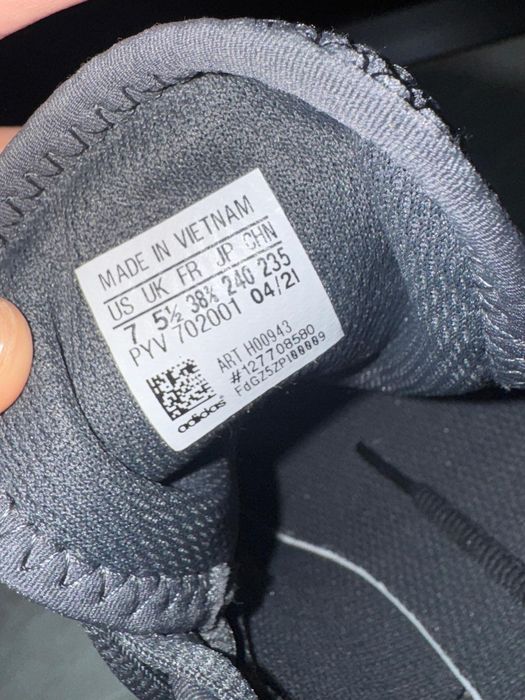 MADE IN VIETNAM
US UK FR JP CHN
7 5½ 38⅔ 240 235
PYV 702001 04/21
ART H00943
#127708580
adidas